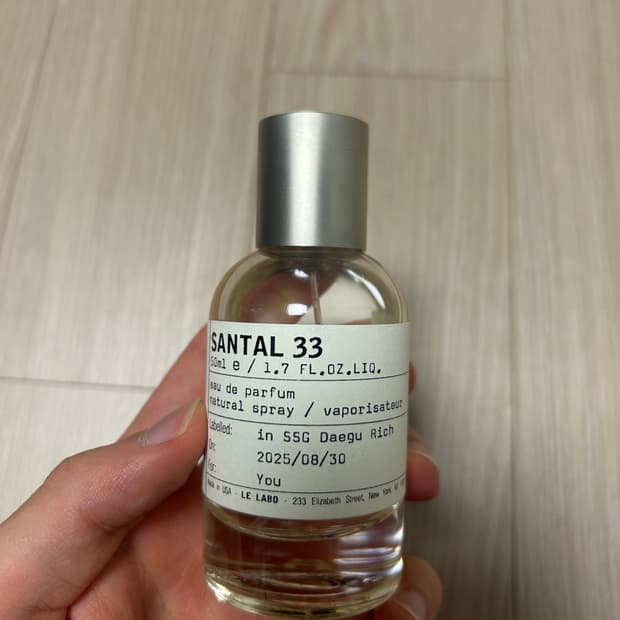 SANTAL 33
50ml e / 1.7 FL.OZ.LIQ.
eau de parfum
natural spray / vaporisateur
Labelled: in SSG Daegu Rich
On: 2025/08/30
For: You
Made in USA - LE LABO - 233 Elizabeth Street, New York, NY